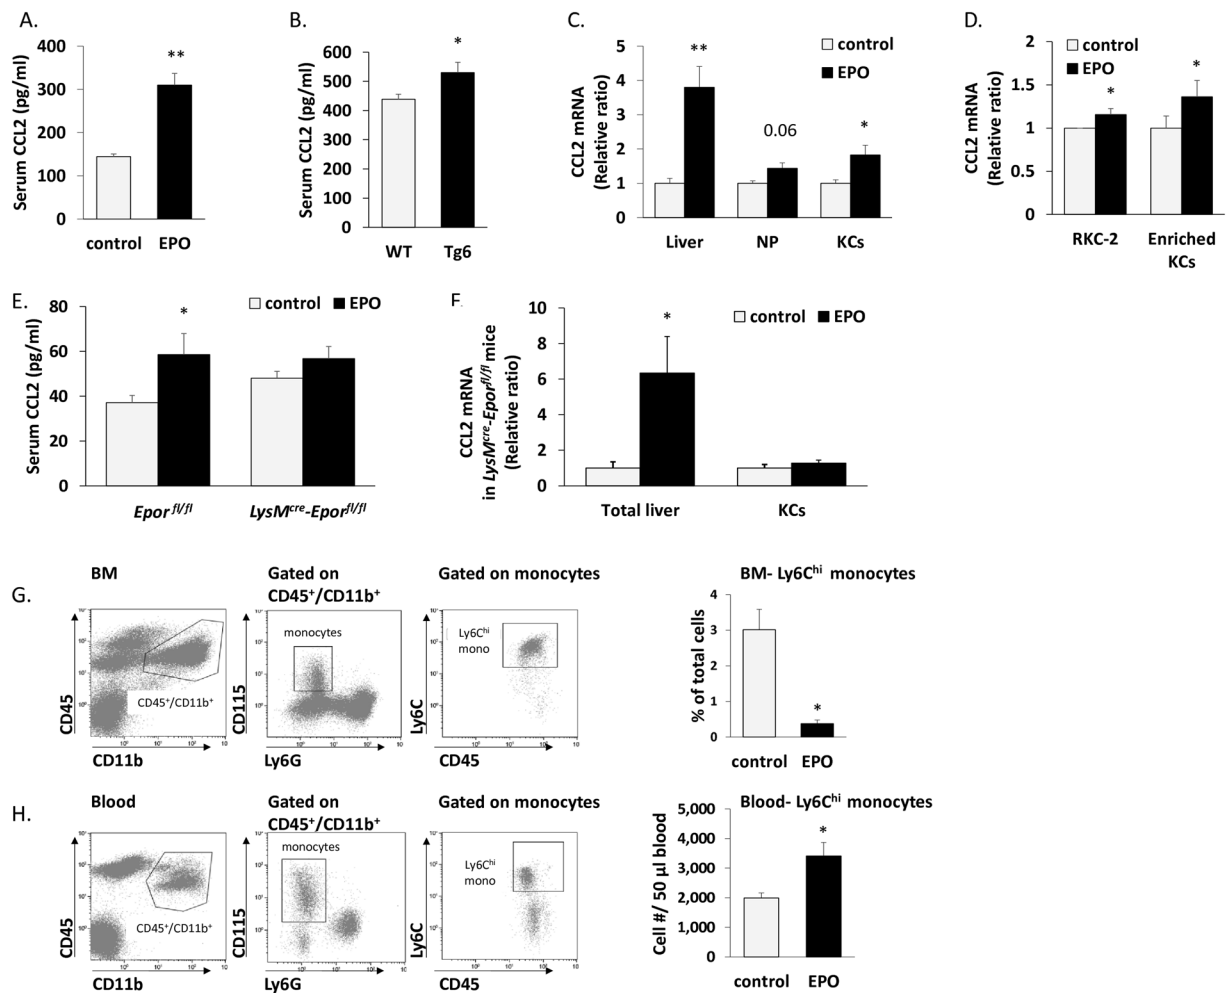 A.
400
300
200
100
0
Serum CCL2 (pg/ml)
**
control EPO
B.
600
500
400
300
200
100
0
Serum CCL2 (pg/ml)
*
WT Tg6
C.
control
EPO
5
4
3
2
1
0
CCL2 mRNA
(Relative ratio)
**
0.06
*
Liver NP KCs
D.
control
EPO
2
1.5
1
0.5
0
CCL2 mRNA
(Relative ratio)
*
*
RKC-2 Enriched
KCs
E.
control EPO
80
60
40
20
0
Serum CCL2 (pg/ml)
*
Epor fl/fl LysMcre-Eporfl/fl
F.
control EPO
10
8
6
4
2
0
CCL2 mRNA
in LysMcre-Eporfl/fl mice
(Relative ratio)
*
Total liver KCs
G.
BM
CD45+/CD11b+
CD45
CD11b
Gated on
CD45+/CD11b+
monocytes
CD115
Ly6G
Gated on monocytes
Ly6Chi
mono
Ly6C
CD45
BM- Ly6Chi monocytes
4
3
2
1
0
% of total cells
*
control EPO
H.
Blood
CD45+/CD11b+
CD45
CD11b
Gated on
CD45+/CD11b+
monocytes
CD115
Ly6G
Gated on monocytes
Ly6Chi
mono
Ly6C
CD45
Blood- Ly6Chi monocytes
5,000
4,000
3,000
2,000
1,000
0
Cell #/ 50 µl blood
*
control EPO